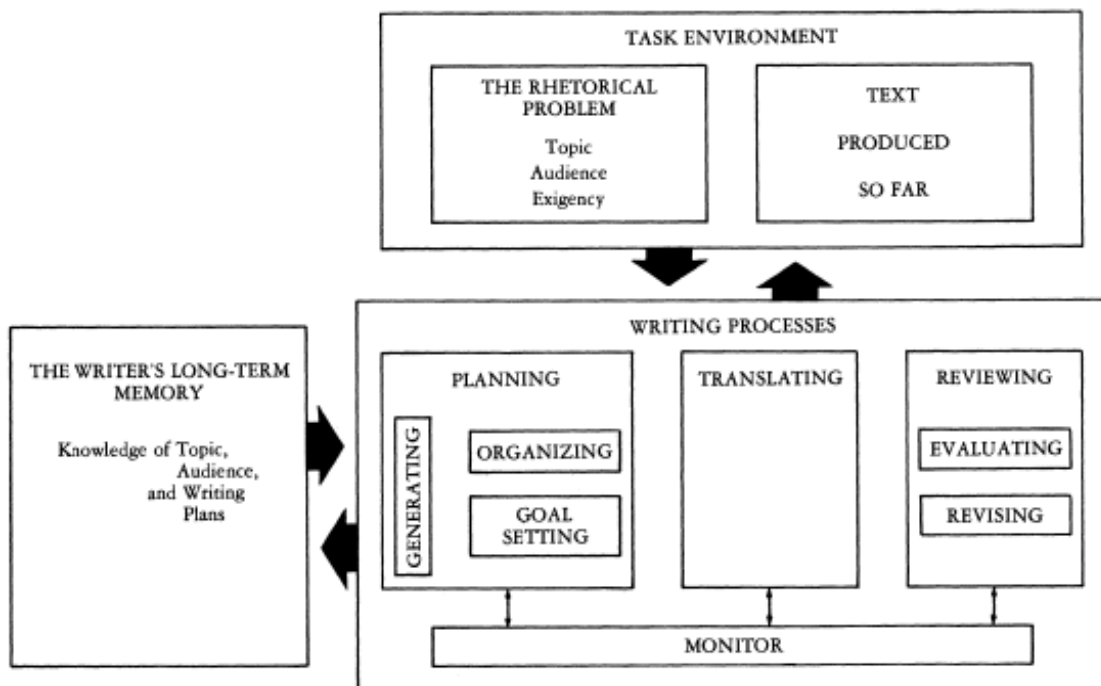 TASK ENVIRONMENT
THE RHETORICAL
PROBLEM
Topic
Audience
Exigency
TEXT
PRODUCED
SO FAR
THE WRITER'S LONG-TERM
MEMORY
Knowledge of Topic,
Audience,
and Writing
Plans
WRITING PROCESSES
PLANNING
GENERATING
ORGANIZING
GOAL
SETTING
TRANSLATING
REVIEWING
EVALUATING
REVISING
MONITOR